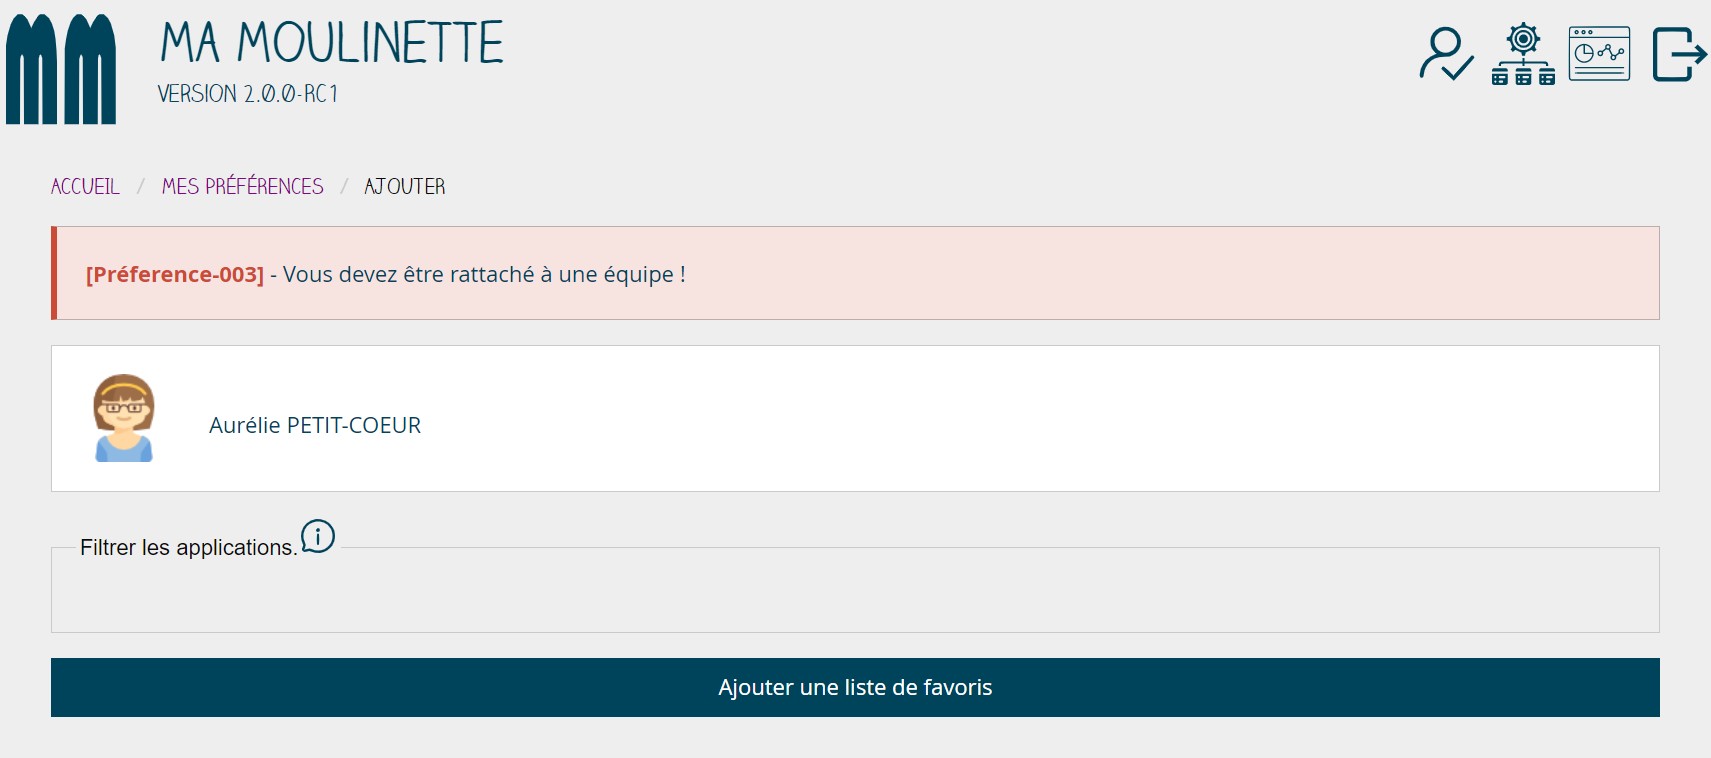 MA MOULINETTE
VERSION 2.0.0-RC1
ACCUEIL / MES PRÉFÉRENCES / AJOUTER
[Préference-003] - Vous devez être rattaché à une équipe !
Aurélie PETIT-COEUR
Filtrer les applications.
Ajouter une liste de favoris